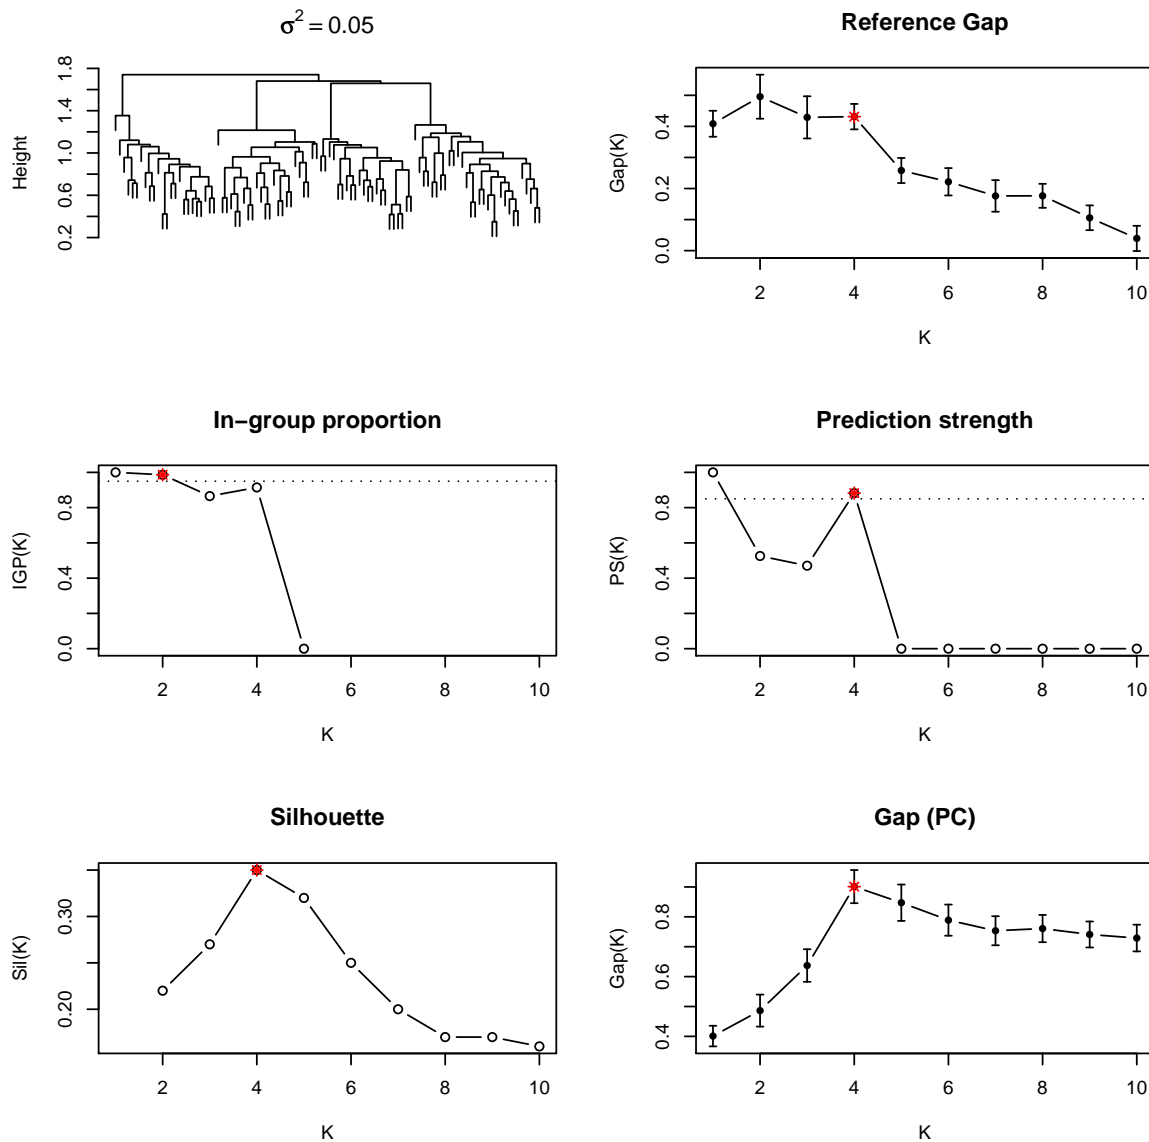 σ² = 0.05
Height
0.2 0.6 1.0 1.4 1.8
Reference Gap
Gap(K)
0.0 0.2 0.4
2 4 6 8 10
K
In−group proportion
IGP(K)
0.0 0.4 0.8
2 4 6 8 10
K
Prediction strength
PS(K)
0.0 0.4 0.8
2 4 6 8 10
K
Silhouette
Sil(K)
0.20 0.30
2 4 6 8 10
K
Gap (PC)
Gap(K)
0.4 0.6 0.8
2 4 6 8 10
K